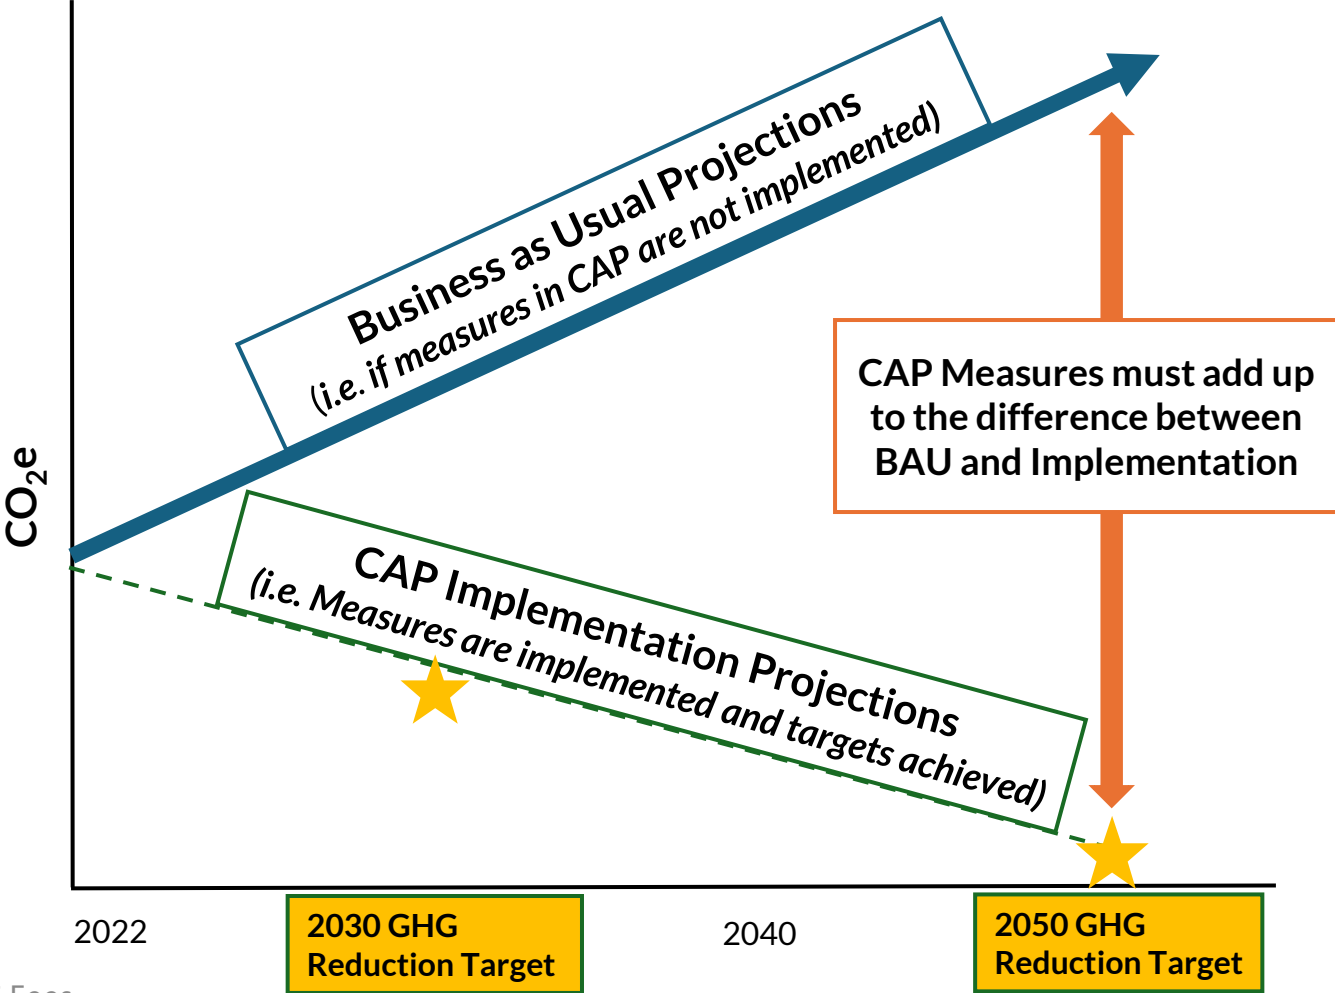 Business as Usual Projections
(i.e. if measures in CAP are not implemented)
CAP Measures must add up
to the difference between
BAU and Implementation
CO₂e
CAP Implementation Projections
(i.e. Measures are implemented and targets achieved)
2022
2030 GHG
Reduction Target
2040
2050 GHG
Reduction Target